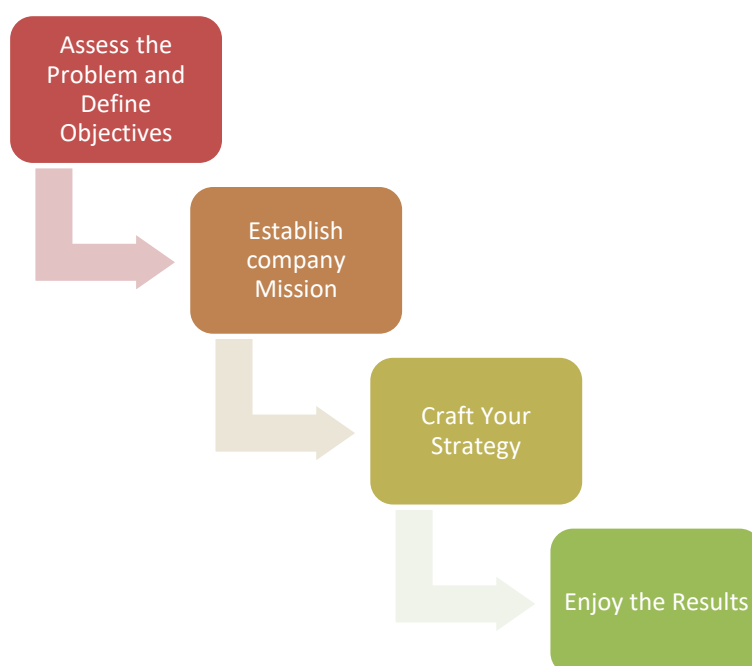 Assess the
Problem and
Define
Objectives
Establish
company
Mission
Craft Your
Strategy
Enjoy the Results